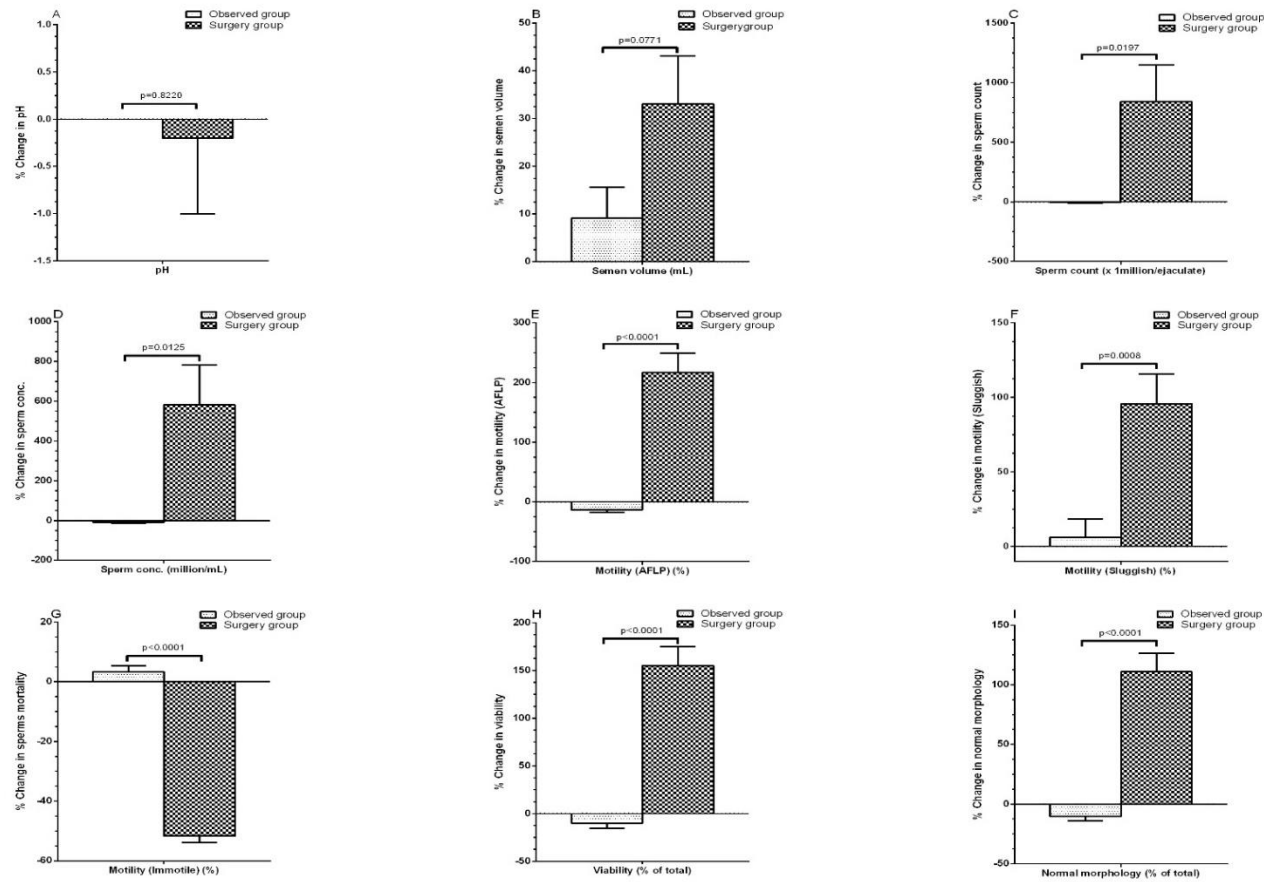 A
Observed group
Surgery group
p=0.8220
% Change in pH
1.0
0.5
0.0
-0.5
-1.0
-1.5
pH
B
Observed group
Surgerygroup
p=0.0771
% Change in semen volume
50
40
30
20
10
0
Semen volume (mL)
C
Observed group
Surgery group
p=0.0197
% Change in sperm count
1500
1000
500
0
-500
Sperm count (x 1million/ejaculate)
D
Observed group
Surgery group
p=0.0125
% Change in sperm conc.
1000
800
600
400
200
0
-200
Sperm conc. (million/mL)
E
Observed group
Surgery group
p<0.0001
% Change in motility (AFLP)
300
200
100
0
-100
Motility (AFLP) (%)
F
Observed group
Surgery group
p=0.0008
% Change in motility (Sluggish)
150
100
50
0
Motility (Sluggish) (%)
G
Observed group
Surgery group
p<0.0001
% Change in sperms mortality
20
0
-20
-40
-60
Motility (Immotile) (%)
H
Observed group
Surgery group
p<0.0001
% Change in viability
200
150
100
50
0
-50
Viability (% of total)
I
Observed group
Surgery group
p<0.0001
% Change in normal morphology
150
100
50
0
-50
Normal morphology (% of total)